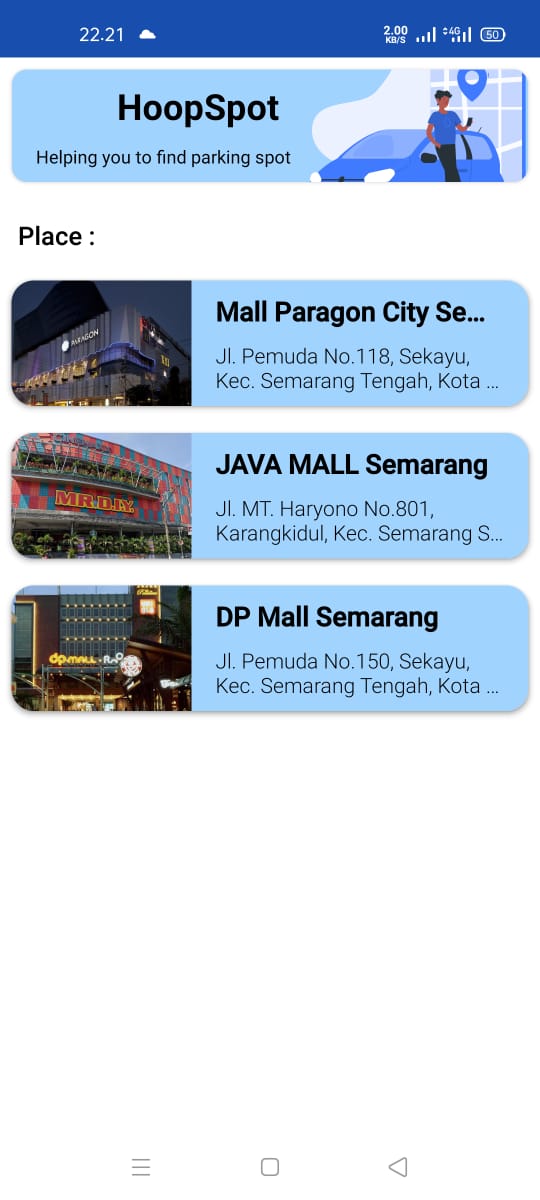 22.21
2.00
KB/S
4G
50
HoopSpot
Helping you to find parking spot
Place :
PARAGON
Mall Paragon City Se...
Jl. Pemuda No.118, Sekayu,
Kec. Semarang Tengah, Kota ...
MR.D.I.Y.
JAVA MALL Semarang
Jl. MT. Haryono No.801,
Karangkidul, Kec. Semarang S...
dpmall
DP Mall Semarang
Jl. Pemuda No.150, Sekayu,
Kec. Semarang Tengah, Kota ...